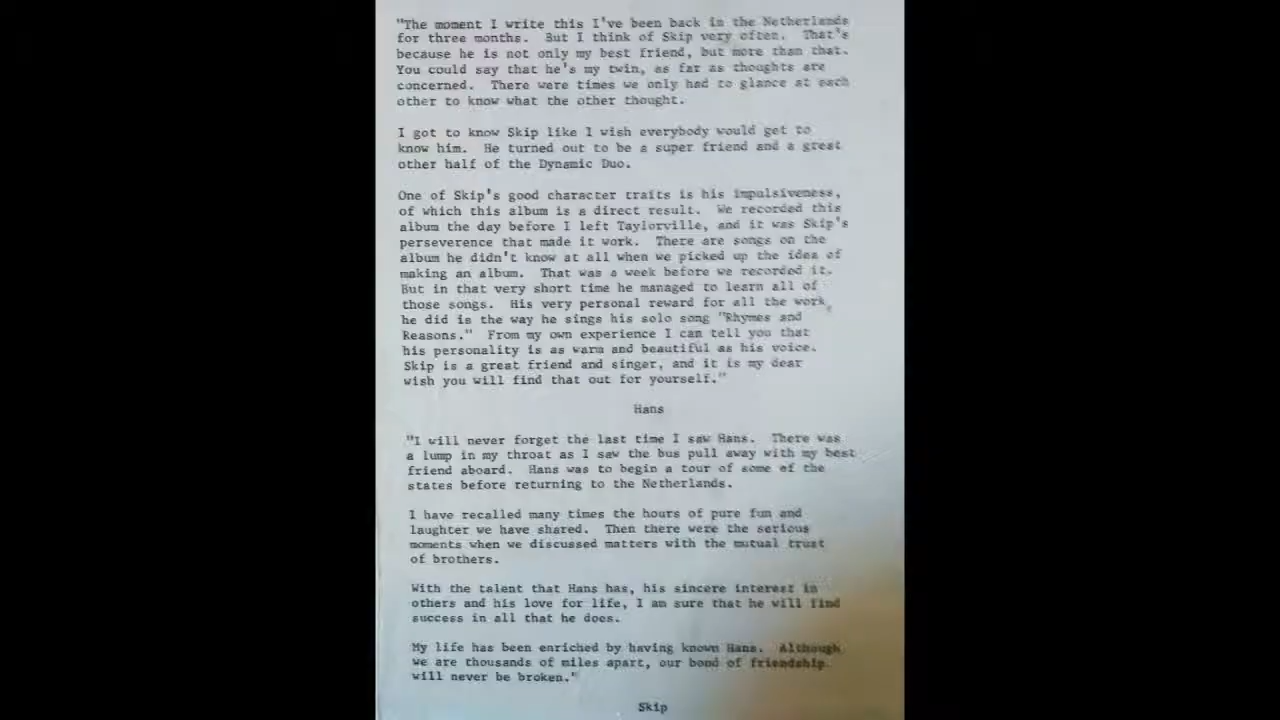 "The moment I write this I've been back in the Netherlands
for three months.  But I think of Skip very often.  That's
because he is not only my best friend, but more than that.
You could say that he's my twin, as far as thoughts are
concerned.  There were times we only had to glance at each
other to know what the other thought.
I got to know Skip like I wish everybody would get to
know him.  He turned out to be a super friend and a great
other half of the Dynamic Duo.
One of Skip's good character traits is his impulsiveness,
of which this album is a direct result.  We recorded this
album the day before I left Taylorville, and it was Skip's
perseverence that made it work.  There are songs on the
album he didn't know at all when we picked up the idea of
making an album.  That was a week before we recorded it.
But in that very short time he managed to learn all of
those songs.  His very personal reward for all the work,
he did is the way he sings his solo song "Rhymes and
Reasons."  From my own experience I can tell you that
his personality is as warm and beautiful as his voice.
Skip is a great friend and singer, and it is my dear
wish you will find that out for yourself."
Hans
"I will never forget the last time I saw Hans.  There was
a lump in my throat as I saw the bus pull away with my best
friend aboard.  Hans was to begin a tour of some of the
states before returning to the Netherlands.
I have recalled many times the hours of pure fun and
laughter we have shared.  Then there were the serious
moments when we discussed matters with the mutual trust
of brothers.
With the talent that Hans has, his sincere interest in
others and his love for life, I am sure that he will find
success in all that he does.
My life has been enriched by having known Hans.  Although
we are thousands of miles apart, our bond of friendship
will never be broken."
Skip